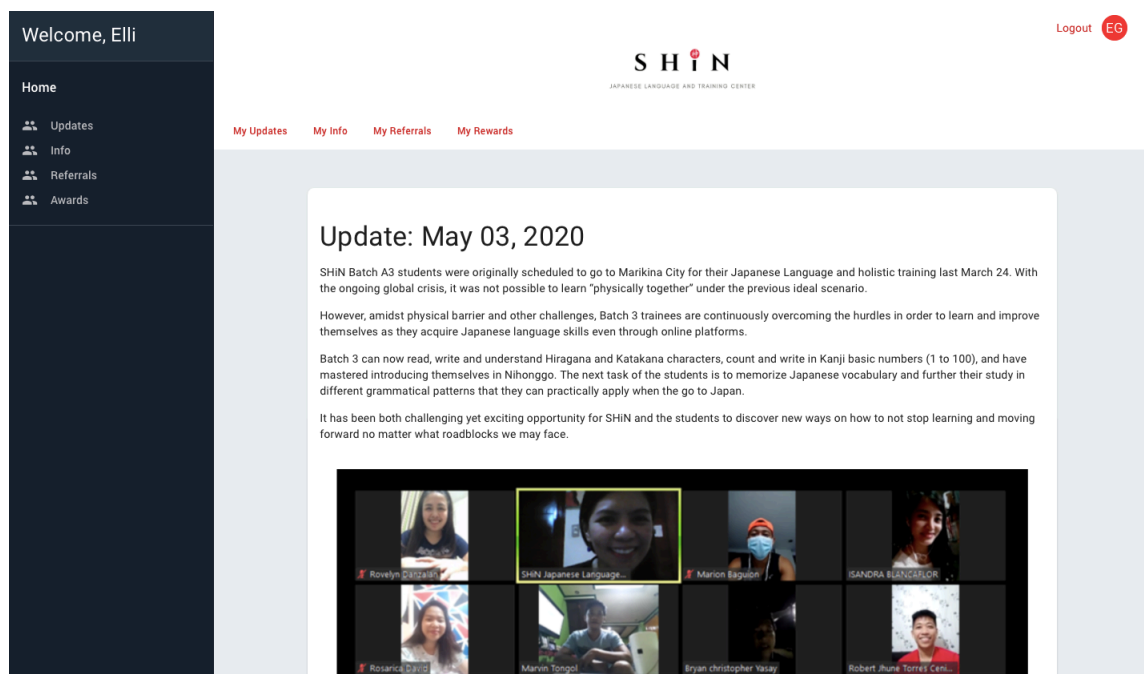 Welcome, Elli
Home
Updates
Info
Referrals
Awards
Logout
EG
SHiN
JAPANESE LANGUAGE AND TRAINING CENTER
My Updates My Info My Referrals My Rewards
Update: May 03, 2020
SHiN Batch A3 students were originally scheduled to go to Marikina City for their Japanese Language and holistic training last March 24. With
the ongoing global crisis, it was not possible to learn “physically together” under the previous ideal scenario.
However, amidst physical barrier and other challenges, Batch 3 trainees are continuously overcoming the hurdles in order to learn and improve
themselves as they acquire Japanese language skills even through online platforms.
Batch 3 can now read, write and understand Hiragana and Katakana characters, count and write in Kanji basic numbers (1 to 100), and have
mastered introducing themselves in Nihonggo. The next task of the students is to memorize Japanese vocabulary and further their study in
different grammatical patterns that they can practically apply when the go to Japan.
It has been both challenging yet exciting opportunity for SHiN and the students to discover new ways on how to not stop learning and moving
forward no matter what roadblocks we may face.
Rovelyn Danzalan SHiN Japanese Language... Marion Baguion ISANDRA BLANCAFLOR
Rosarica David Marvin Tongol Bryan christopher Yasay Robert Jhune Torres Ceni...